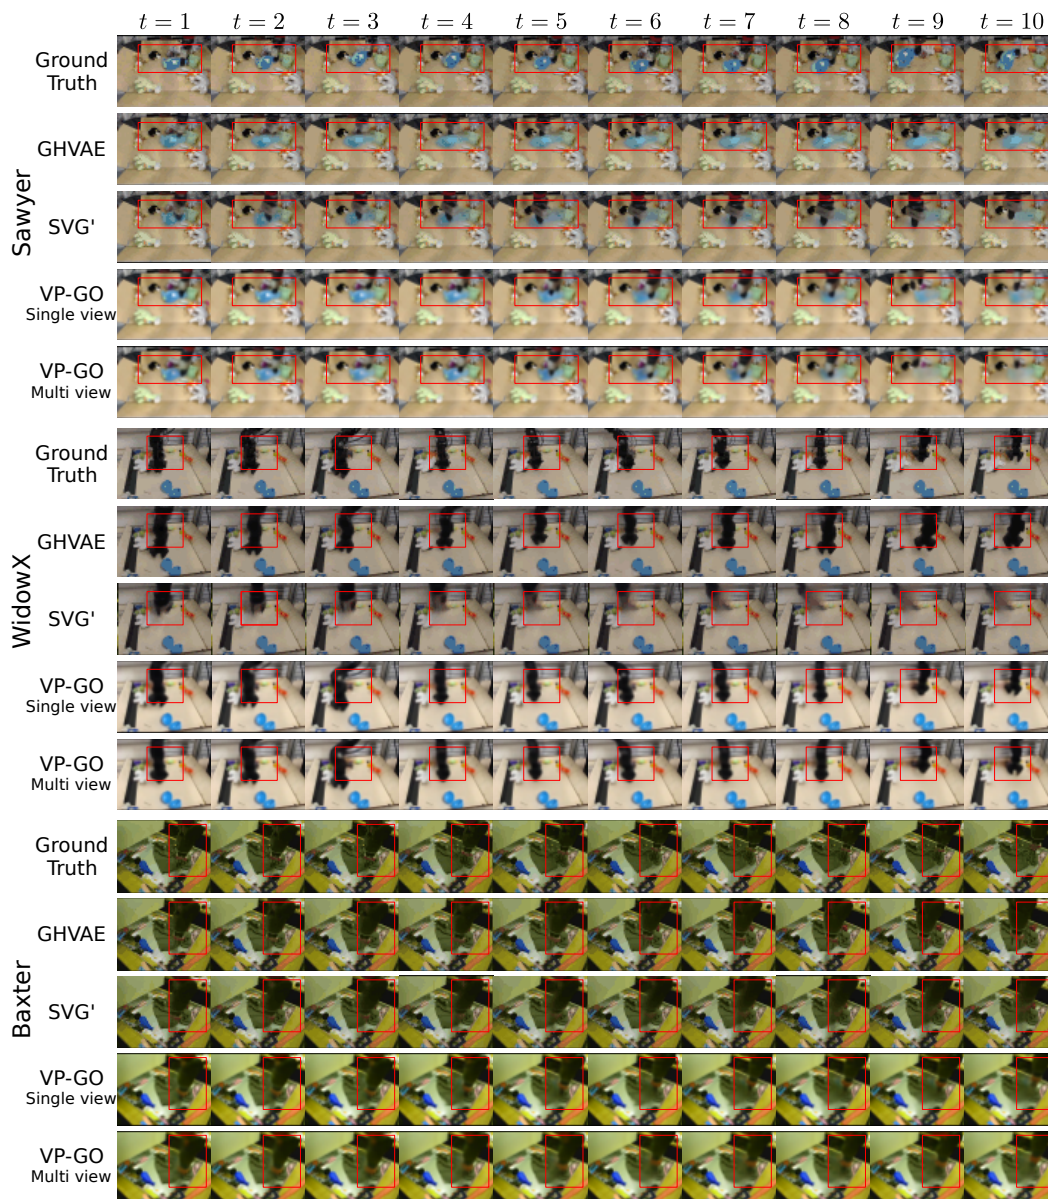 t = 1 t = 2 t = 3 t = 4 t = 5 t = 6 t = 7 t = 8 t = 9 t = 10
Sawyer
Ground
Truth
GHVAE
SVG'
VP-GO
Single view
VP-GO
Multi view
WidowX
Ground
Truth
GHVAE
SVG'
VP-GO
Single view
VP-GO
Multi view
Baxter
Ground
Truth
GHVAE
SVG'
VP-GO
Single view
VP-GO
Multi view